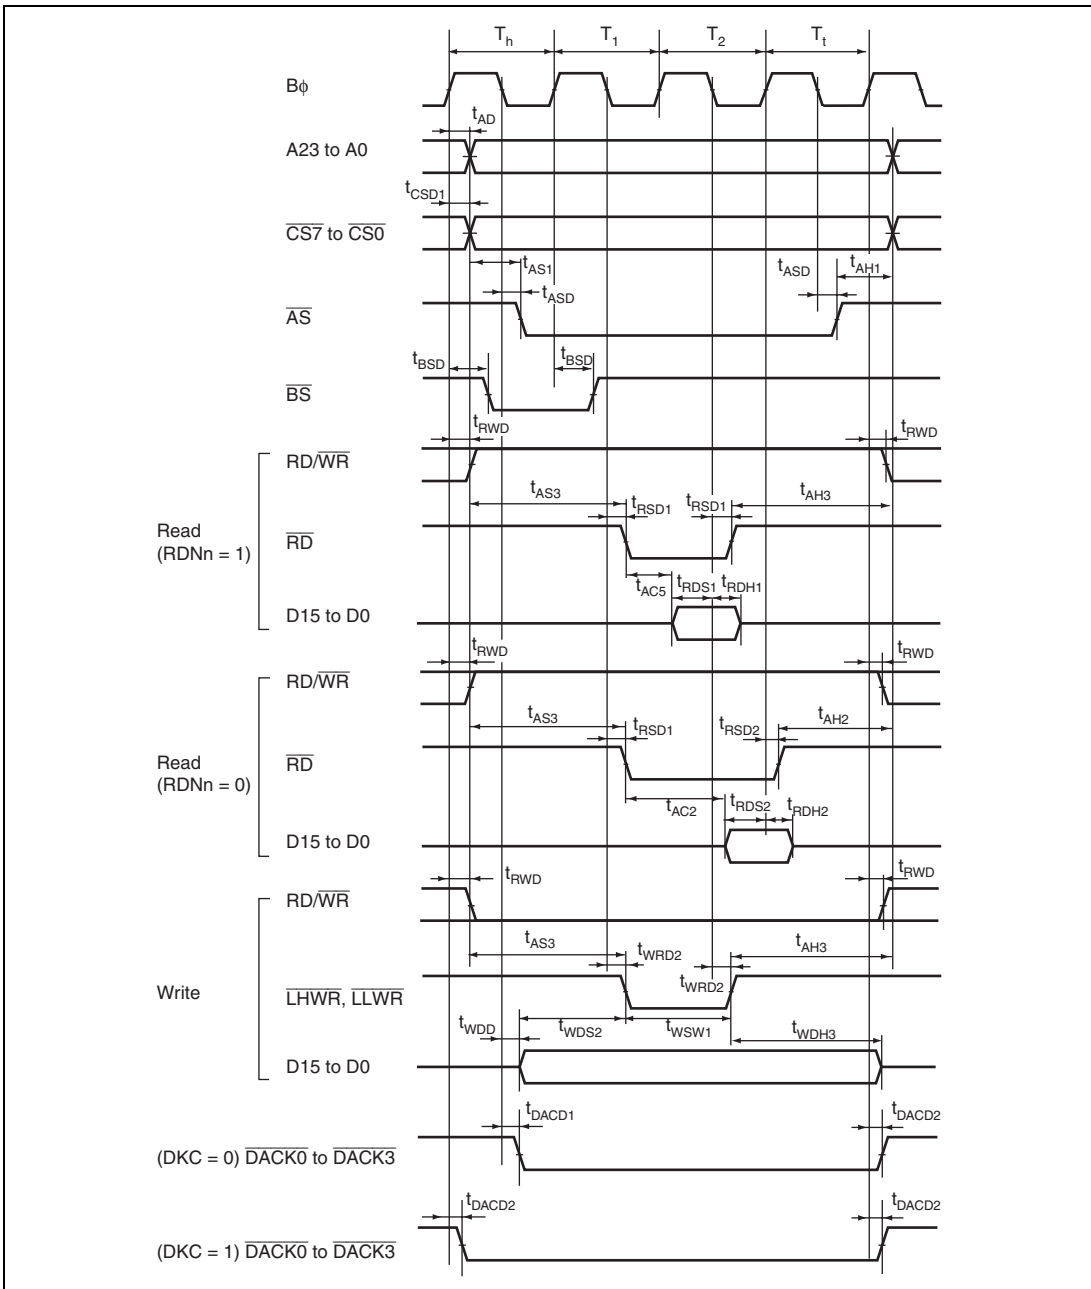 Th T1 T2 Tt
Bφ
tAD
A23 to A0
tCSD1
CS7 to CS0
tAS1 tASD tAH1
tASD
AS
tBSD tBSD
BS
tRWD tRWD
RD/WR
tAS3 tRSD1 tRSD1 tAH3
Read
(RDNn = 1)
RD
tAC5 tRDS1 tRDH1
D15 to D0
tRWD tRWD
RD/WR
tAS3 tRSD1 tRSD2 tAH2
Read
(RDNn = 0)
RD
tAC2 tRDS2 tRDH2
D15 to D0
tRWD tRWD
RD/WR
tAS3 tWRD2 tWRD2 tAH3
Write
LHWR, LLWR
tWDD tWDS2 tWSW1 tWDH3
D15 to D0
tDACD1 tDACD2
(DKC = 0) DACK0 to DACK3
tDACD2 tDACD2
(DKC = 1) DACK0 to DACK3